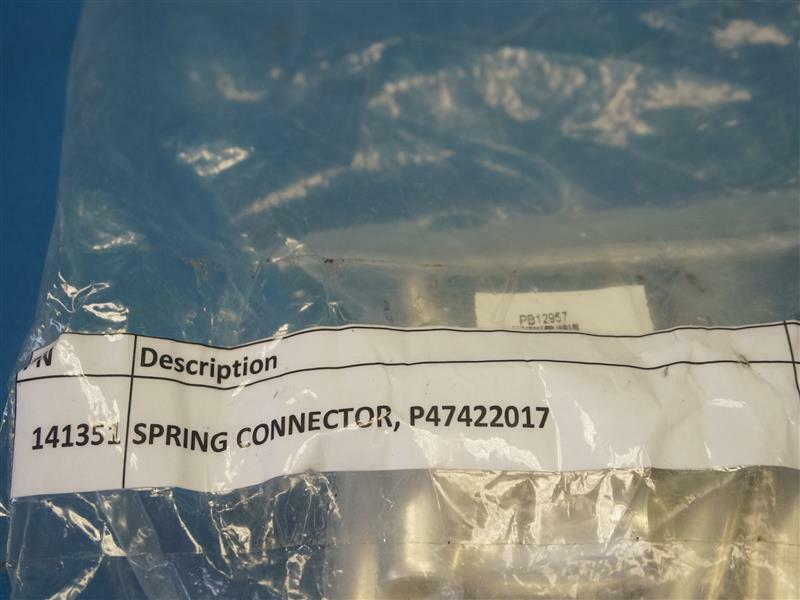 PB12957
Description
141351 SPRING CONNECTOR, P47422017